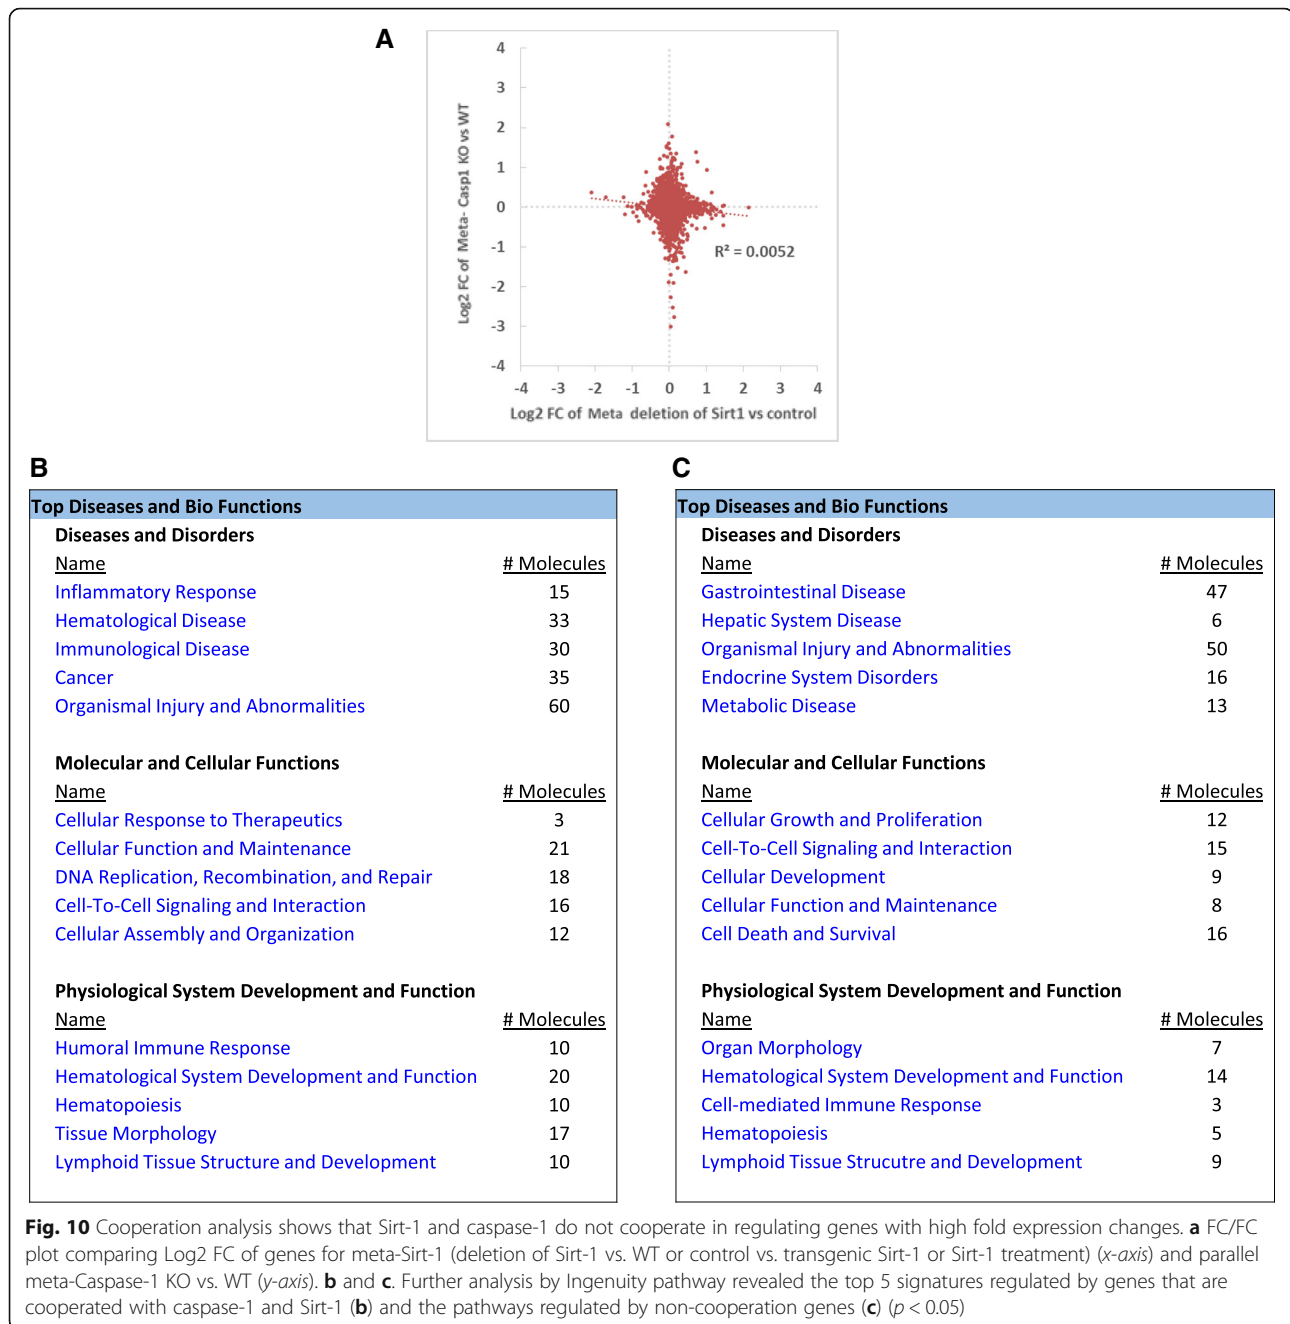 A
4
3
2
1
0
-1
-2
-3
-4
Log2 FC of Meta- Casp1 KO vs WT
R² = 0.0052
-4 -3 -2 -1 0 1 2 3 4
Log2 FC of Meta deletion of Sirt1 vs control
B
Top Diseases and Bio Functions
Diseases and Disorders
Name # Molecules
Inflammatory Response 15
Hematological Disease 33
Immunological Disease 30
Cancer 35
Organismal Injury and Abnormalities 60
Molecular and Cellular Functions
Name # Molecules
Cellular Response to Therapeutics 3
Cellular Function and Maintenance 21
DNA Replication, Recombination, and Repair 18
Cell-To-Cell Signaling and Interaction 16
Cellular Assembly and Organization 12
Physiological System Development and Function
Name # Molecules
Humoral Immune Response 10
Hematological System Development and Function 20
Hematopoiesis 10
Tissue Morphology 17
Lymphoid Tissue Structure and Development 10
C
Top Diseases and Bio Functions
Diseases and Disorders
Name # Molecules
Gastrointestinal Disease 47
Hepatic System Disease 6
Organismal Injury and Abnormalities 50
Endocrine System Disorders 16
Metabolic Disease 13
Molecular and Cellular Functions
Name # Molecules
Cellular Growth and Proliferation 12
Cell-To-Cell Signaling and Interaction 15
Cellular Development 9
Cellular Function and Maintenance 8
Cell Death and Survival 16
Physiological System Development and Function
Name # Molecules
Organ Morphology 7
Hematological System Development and Function 14
Cell-mediated Immune Response 3
Hematopoiesis 5
Lymphoid Tissue Strucutre and Development 9
Fig. 10 Cooperation analysis shows that Sirt-1 and caspase-1 do not cooperate in regulating genes with high fold expression changes. a FC/FC
plot comparing Log2 FC of genes for meta-Sirt-1 (deletion of Sirt-1 vs. WT or control vs. transgenic Sirt-1 or Sirt-1 treatment) (x-axis) and parallel
meta-Caspase-1 KO vs. WT (y-axis). b and c. Further analysis by Ingenuity pathway revealed the top 5 signatures regulated by genes that are
cooperated with caspase-1 and Sirt-1 (b) and the pathways regulated by non-cooperation genes (c) (p < 0.05)